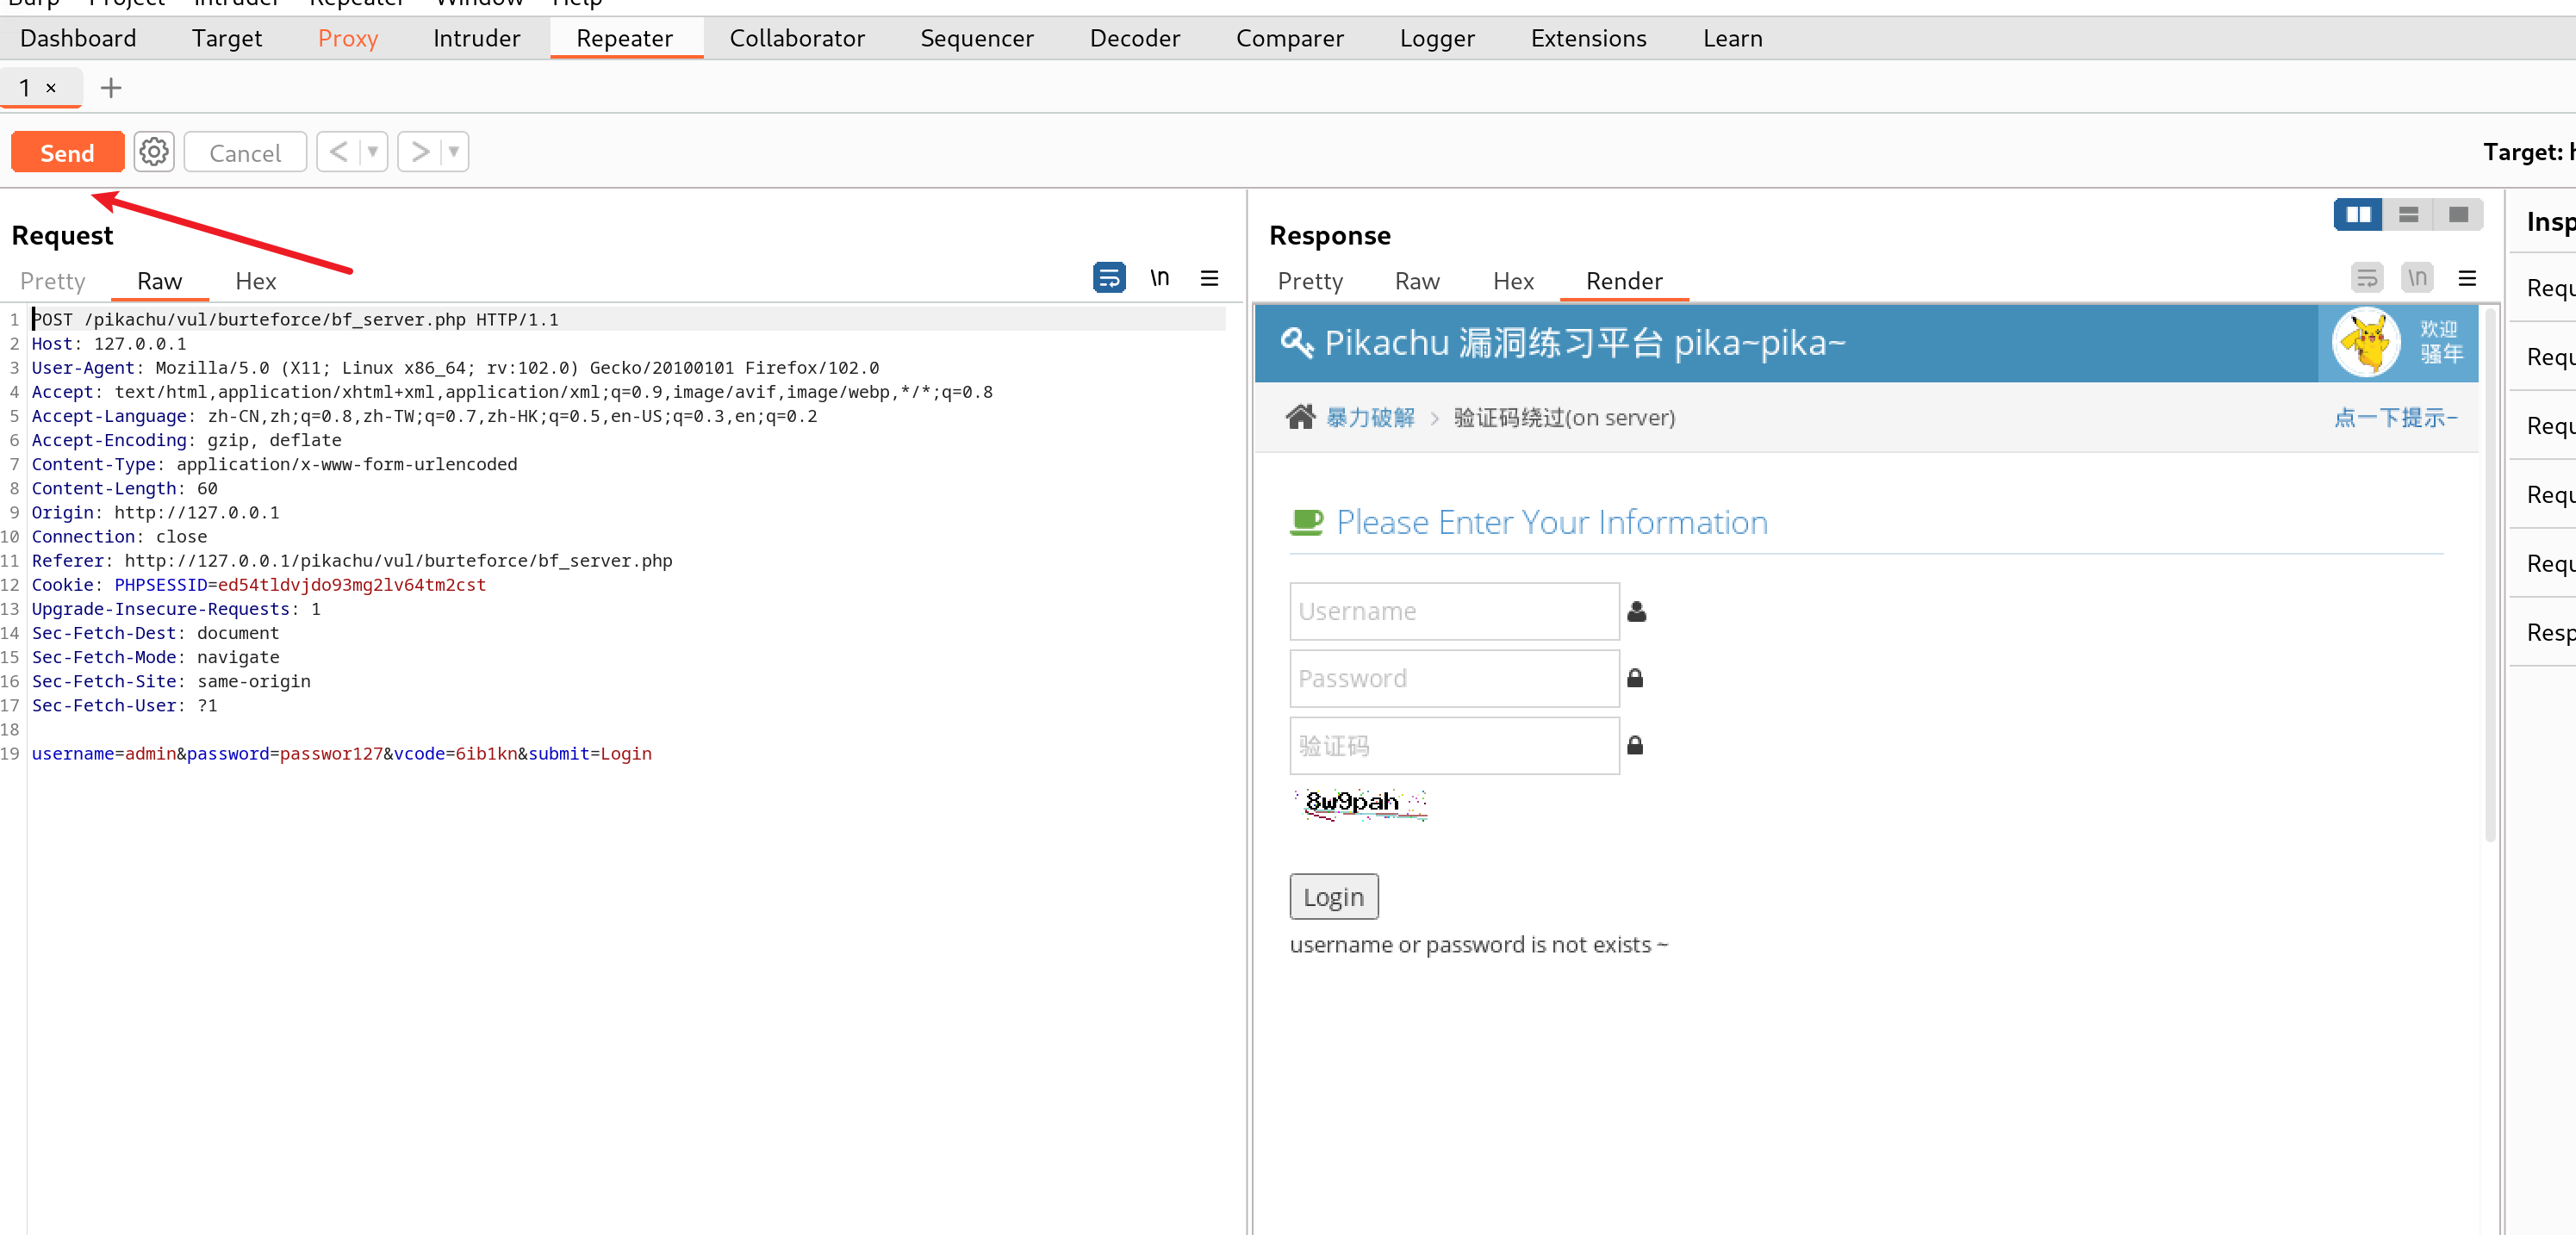 Burp Project Intruder Repeater Window Help
Dashboard Target Proxy Intruder Repeater Collaborator Sequencer Decoder Comparer Logger Extensions Learn
1 × +
Send Cancel < ▼ > ▼ Target:
Request
Pretty Raw Hex \n
1 POST /pikachu/vul/burteforce/bf_server.php HTTP/1.1
2 Host: 127.0.0.1
3 User-Agent: Mozilla/5.0 (X11; Linux x86_64; rv:102.0) Gecko/20100101 Firefox/102.0
4 Accept: text/html,application/xhtml+xml,application/xml;q=0.9,image/avif,image/webp,*/*;q=0.8
5 Accept-Language: zh-CN,zh;q=0.8,zh-TW;q=0.7,zh-HK;q=0.5,en-US;q=0.3,en;q=0.2
6 Accept-Encoding: gzip, deflate
7 Content-Type: application/x-www-form-urlencoded
8 Content-Length: 60
9 Origin: http://127.0.0.1
10 Connection: close
11 Referer: http://127.0.0.1/pikachu/vul/burteforce/bf_server.php
12 Cookie: PHPSESSID=ed54tldvjdo93mg2lv64tm2cst
13 Upgrade-Insecure-Requests: 1
14 Sec-Fetch-Dest: document
15 Sec-Fetch-Mode: navigate
16 Sec-Fetch-Site: same-origin
17 Sec-Fetch-User: ?1
18
19 username=admin&password=passwor127&vcode=6ib1kn&submit=Login
Response
Pretty Raw Hex Render \n
Pikachu 漏洞练习平台 pika~pika~
欢迎
骚年
暴力破解 > 验证码绕过(on server) 点一下提示~
Please Enter Your Information
Username
Password
验证码
8w9pah
Login
username or password is not exists ~
Insp
Requ
Requ
Requ
Requ
Requ
Resp